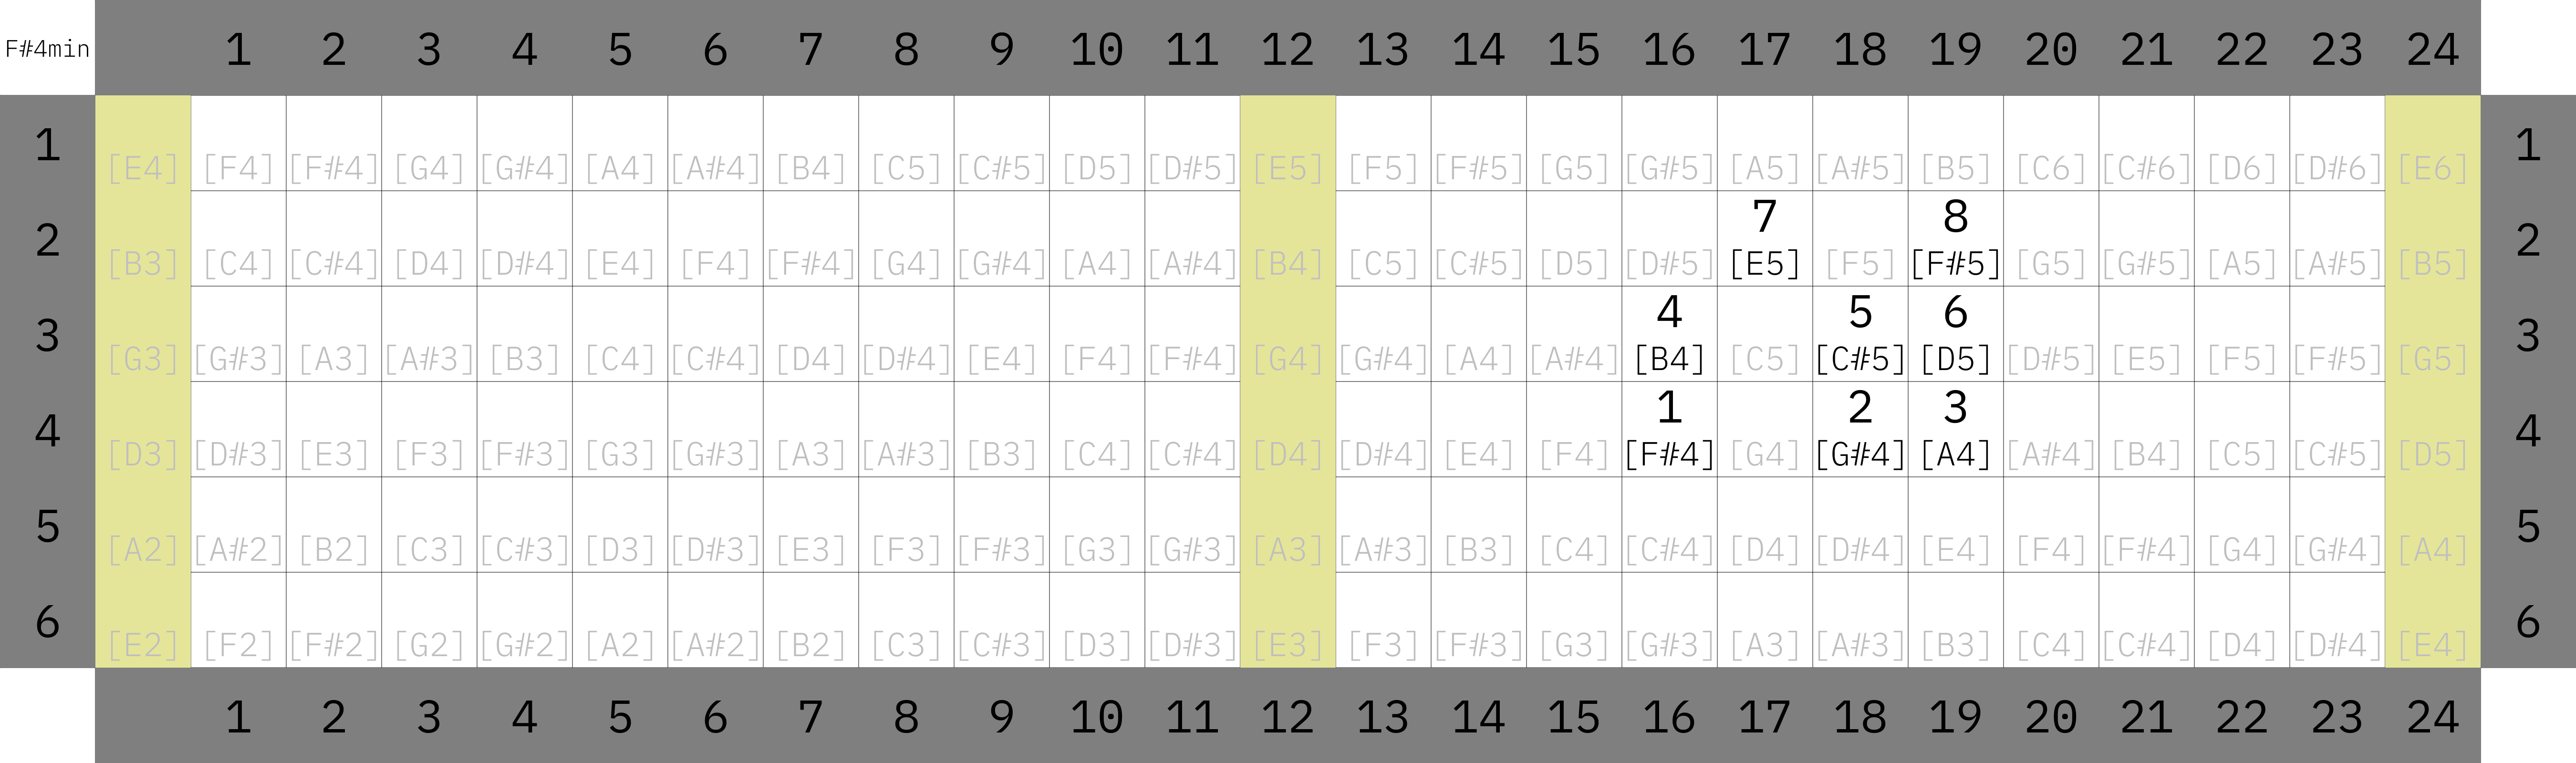 F#4min 1 2 3 4 5 6 7 8 9 10 11 12 13 14 15 16 17 18 19 20 21 22 23 24
1 1
[E4] [F4] [F#4] [G4] [G#4] [A4] [A#4] [B4] [C5] [C#5] [D5] [D#5] [E5] [F5] [F#5] [G5] [G#5] [A5] [A#5] [B5] [C6] [C#6] [D6] [D#6] [E6]
2 7 8 2
[B3] [C4] [C#4] [D4] [D#4] [E4] [F4] [F#4] [G4] [G#4] [A4] [A#4] [B4] [C5] [C#5] [D5] [D#5] [E5] [F5] [F#5] [G5] [G#5] [A5] [A#5] [B5]
3 4 5 6 3
[G3] [G#3] [A3] [A#3] [B3] [C4] [C#4] [D4] [D#4] [E4] [F4] [F#4] [G4] [G#4] [A4] [A#4] [B4] [C5] [C#5] [D5] [D#5] [E5] [F5] [F#5] [G5]
4 1 2 3 4
[D3] [D#3] [E3] [F3] [F#3] [G3] [G#3] [A3] [A#3] [B3] [C4] [C#4] [D4] [D#4] [E4] [F4] [F#4] [G4] [G#4] [A4] [A#4] [B4] [C5] [C#5] [D5]
5 5
[A2] [A#2] [B2] [C3] [C#3] [D3] [D#3] [E3] [F3] [F#3] [G3] [G#3] [A3] [A#3] [B3] [C4] [C#4] [D4] [D#4] [E4] [F4] [F#4] [G4] [G#4] [A4]
6 6
[E2] [F2] [F#2] [G2] [G#2] [A2] [A#2] [B2] [C3] [C#3] [D3] [D#3] [E3] [F3] [F#3] [G3] [G#3] [A3] [A#3] [B3] [C4] [C#4] [D4] [D#4] [E4]
1 2 3 4 5 6 7 8 9 10 11 12 13 14 15 16 17 18 19 20 21 22 23 24